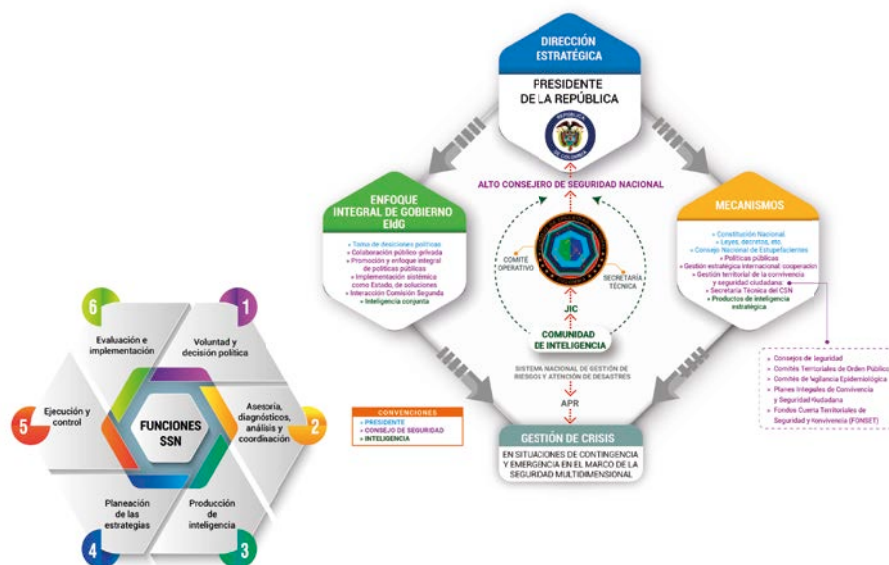 DIRECCIÓN
ESTRATÉGICA
PRESIDENTE
DE LA REPÚBLICA
REPÚBLICA
DE COLOMBIA
ALTO CONSEJERO DE SEGURIDAD NACIONAL
ENFOQUE
INTEGRAL DE GOBIERNO
EIdG
» Toma de desiciones políticas
» Colaboración público-privada
» Promoción y enfoque integral
de políticas públicas
» Implementación sistémica
como Estado, de soluciones
» Interacción Comisión Segunda
» Inteligencia conjunta
COMITÉ
OPERATIVO
SECRETARÍA
TÉCNICA
JIC
COMUNIDAD
DE INTELIGENCIA
SISTEMA NACIONAL DE GESTIÓN DE
RIESGOS Y ATENCIÓN DE DESASTRES
APR
GESTIÓN DE CRISIS
EN SITUACIONES DE CONTINGENCIA
Y EMERGENCIA EN EL MARCO DE LA
SEGURIDAD MULTIDIMENSIONAL
MECANISMOS
» Constitución Nacional
» Leyes, decretos, etc.
» Consejo Nacional de Estupefacientes
» Políticas públicas
» Gestión estratégica internacional: cooperación
» Gestión territorial de la convivencia
y seguridad ciudadana
» Secretaría Técnica del CSN
» Productos de inteligencia
estratégica
» Consejos de seguridad
» Comités Territoriales de Orden Público
» Comités de Vigilancia Epidemiológica
» Planes Integrales de Convivencia
y Seguridad Ciudadana
» Fondos Cuenta Territoriales de
Seguridad y Konvivencia (FONSET)
CONVENCIONES
» PRESIDENTE
» CONSEJO DE SEGURIDAD
» INTELIGENCIA
FUNCIONES
SSN
1
Voluntad y
decisión política
2
Asesoría,
diagnósticos,
análisis y
coordinación
3
Producción
de
inteligencia
4
Planeación
de las
estrategias
5
Ejecución y
control
6
Evaluación e
implementación